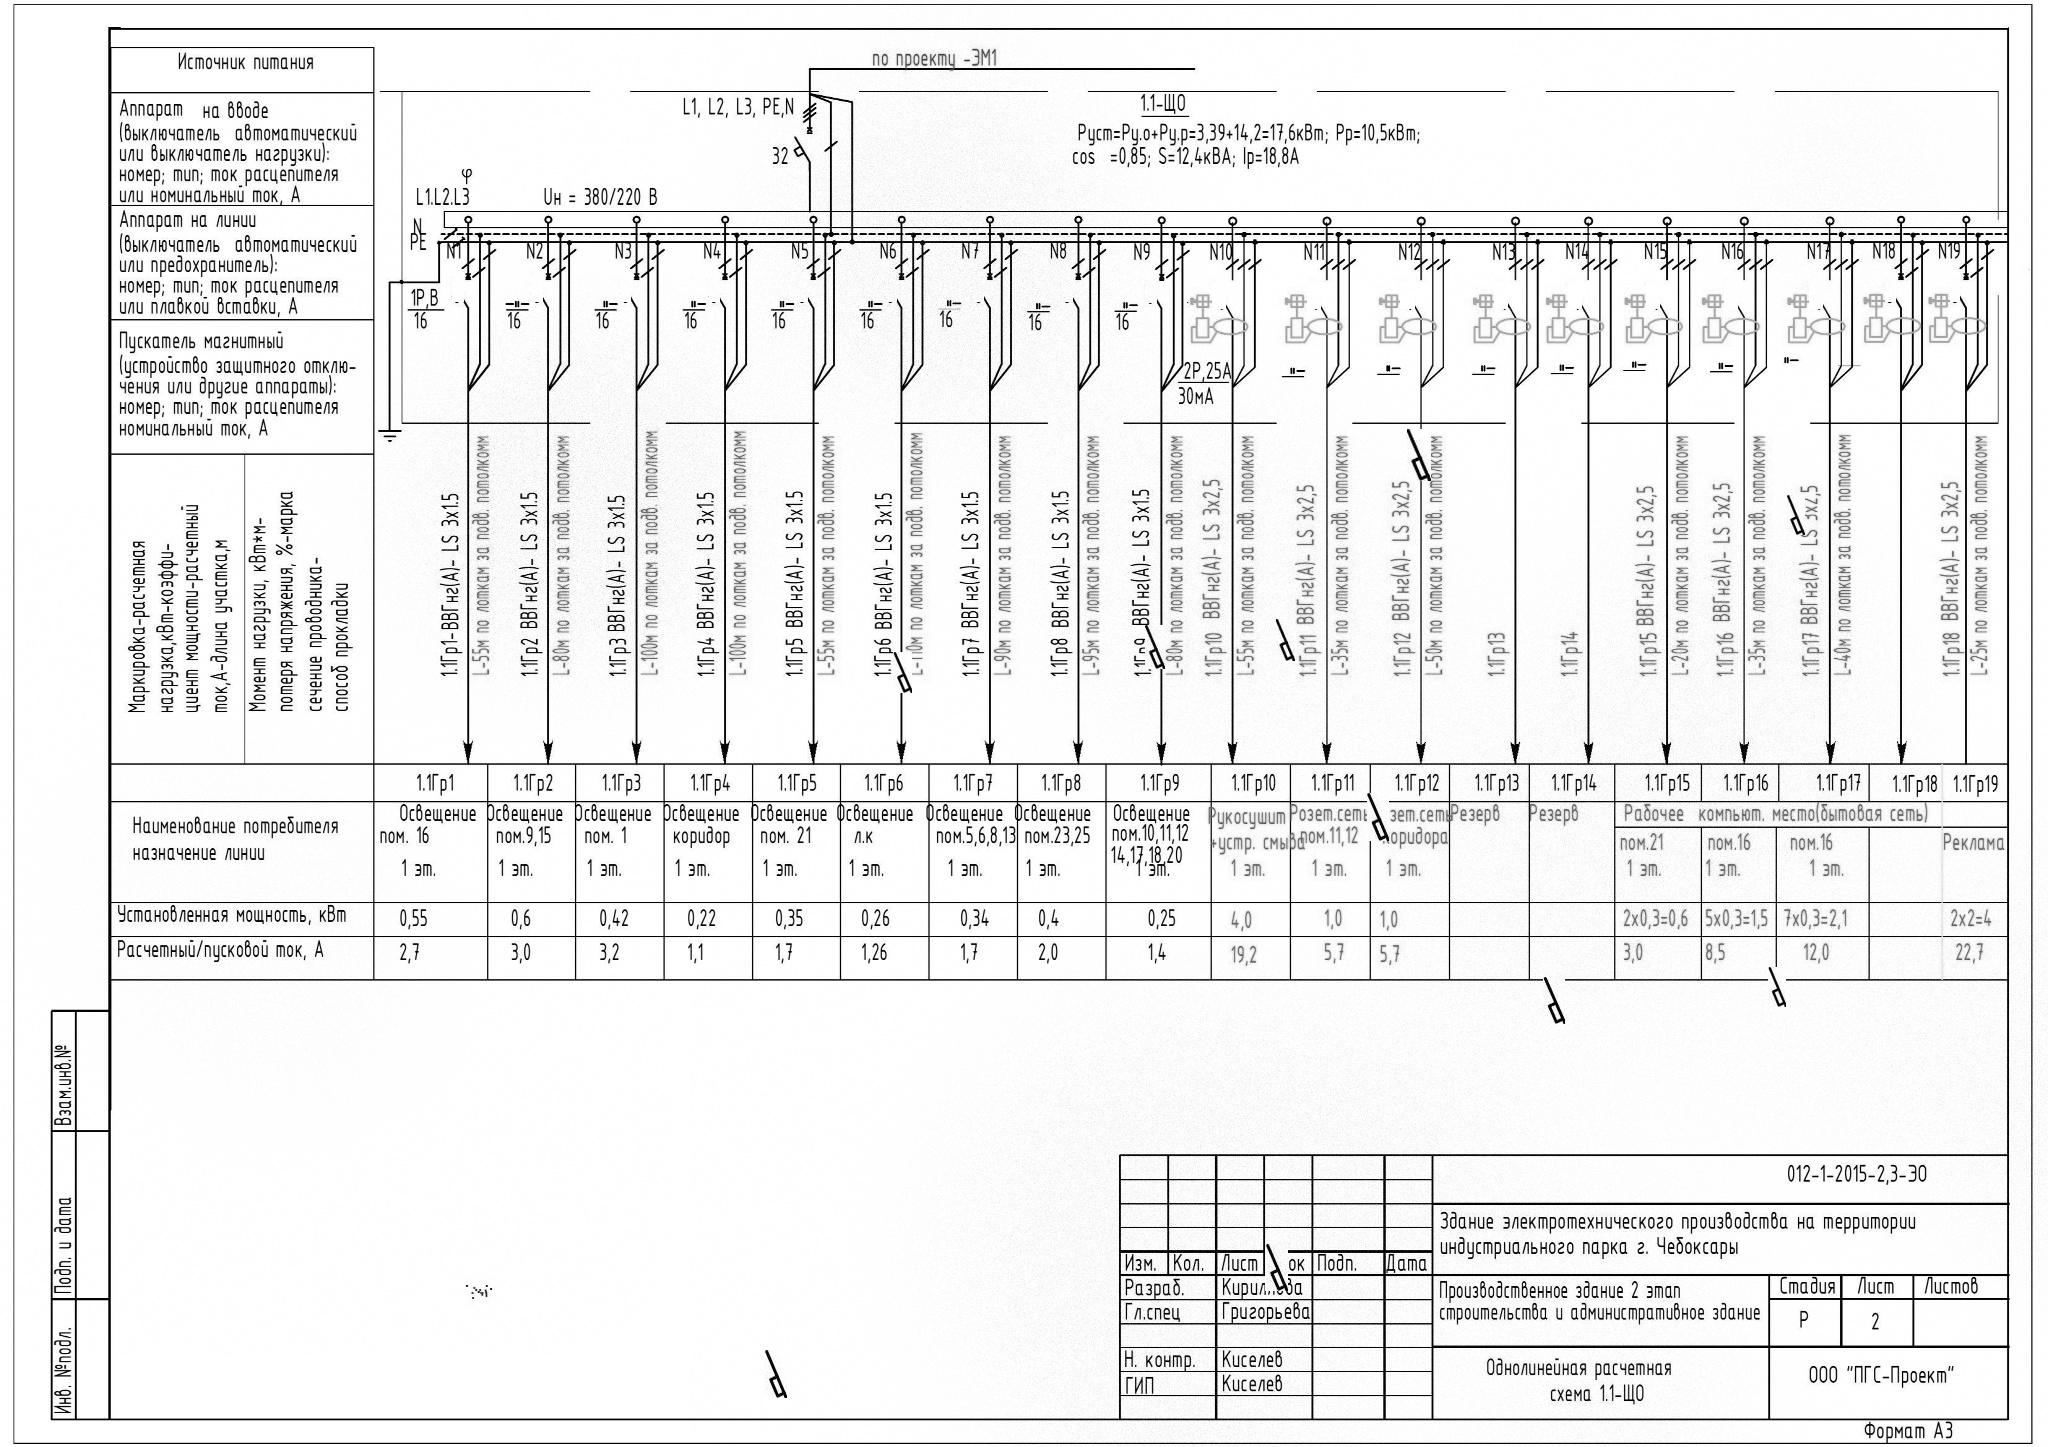 Источник питания
Аппарат на вводе
(выключатель автоматический
или выключатель нагрузки):
номер; тип; ток расцепителя
или номинальный ток, А
Аппарат на линии
(выключатель автоматический
или предохранитель):
номер; тип; ток расцепителя
или плавкой вставки, А
Пускатель магнитный
(устройство защитного отклю-
чения или другие аппараты):
номер; тип; ток расцепителя
номинальный ток, А
Маркировка-расчетная
нагрузка,кВт-коэффи-
циент мощности-расчетный
ток,А-длина участка,м
Момент нагрузки, кВт*м-
потеря напряжения, %-марка
сечение проводника-
способ прокладки
по проекту -ЭМ1
L1, L2, L3, PE,N
32
1.1-ЩО
Руст=Ру.о+Ру.р=3,39+14,2=17,6кВт; Рр=10,5кВт;
cos =0,85; S=12,4кВА; Iр=18,8А
φ
L1.L2.L3
Uн = 380/220 В
N
PE
N1 N2 N3 N4 N5 N6 N7 N8 N9 N10 N11 N12 N13 N14 N15 N16 N17 N18 N19
1Р,В
16
-"- 16 -"- 16 -"- 16 -"- 16 -"- 16 -"- 16 -"- 16 -"- 16
2Р,25А
30мА
-"- -"- -"- -"- -"- -"- "-
1.1Гр1-ВВГнг(А)- LS 3х1.5
L-55м по лоткам за подв. потолкомм
1.1Гр2 ВВГнг(А)- LS 3х1.5
L-80м по лоткам за подв. потолкомм
1.1Гр3 ВВГнг(А)- LS 3х1.5
L-100м по лоткам за подв. потолкомм
1.1Гр4 ВВГнг(А)- LS 3х1.5
L-100м по лоткам за подв. потолкомм
1.1Гр5 ВВГнг(А)- LS 3х1.5
L-55м по лоткам за подв. потолкомм
1.1Гр6 ВВГнг(А)- LS 3х1.5
по лоткам за подв. потолкомм
1.1Гр7 ВВГнг(А)- LS 3х1.5
L-90м по лоткам за подв. потолкомм
1.1Гр8 ВВГнг(А)- LS 3х1.5
L-95м по лоткам за подв. потолкомм
ВВГнг(А)- LS 3х1.5
L-80м по лоткам за подв. потолкомм
1.1Гр10 ВВГнг(А)- LS 3х2,5
L-55м по лоткам за подв. потолкомм
1.1Гр11 ВВГнг(А)- LS 3х2,5
L-35м по лоткам за подв. потолкомм
1.1Гр12 ВВГнг(А)- LS 3х2,5
L-50м по лоткам за подв. потолкомм
1.1Гр13
1.1Гр14
1.1Гр15 ВВГнг(А)- LS 3х2,5
L-20м по лоткам за подв. потолкомм
1.1Гр16 ВВГнг(А)- LS 3х2,5
L-35м по лоткам за подв. потолкомм
1.1Гр17 ВВГнг(А)- LS 3х2,5
L-40м по лоткам за подв. потолкомм
1.1Гр18 ВВГнг(А)- LS 3х2,5
L-25м по лоткам за подв. потолкомм
1.1Гр1 1.1Гр2 1.1Гр3 1.1Гр4 1.1Гр5 1.1Гр6 1.1Гр7 1.1Гр8 1.1Гр9 1.1Гр10 1.1Гр11 1.1Гр12 1.1Гр13 1.1Гр14 1.1Гр15 1.1Гр16 1.1Гр17 1.1Гр18 1.1Гр19
Наименование потребителя
назначение линии
Освещение
пом. 16
1 эт.
Освещение
пом.9,15
1 эт.
Освещение
пом. 1
1 эт.
Освещение
коридор
1 эт.
Освещение
пом. 21
1 эт.
Освещение
л.к
1 эт.
Освещение
пом.5,6,8,13
1 эт.
Освещение
пом.23,25
1 эт.
Освещение
пом.10,11,12
14,17,18,20
1 эт.
Рукосушит
+устр. смыва
1 эт.
Розет.сеть
пом.11,12
1 эт.
зет.сеть
коридора
1 эт.
Резерв
Резерв
Рабочее компьют. место(бытовая сеть)
пом.21
1 эт.
пом.16
1 эт.
пом.16
1 эт.
Реклама
Установленная мощность, кВт 0,55 0,6 0,42 0,22 0,35 0,26 0,34 0,4 0,25 4,0 1,0 1,0 2х0,3=0,6 5х0,3=1,5 7х0,3=2,1 2х2=4
Расчетный/пусковой ток, А 2,7 3,0 3,2 1,1 1,7 1,26 1,7 2,0 1,4 19,2 5,7 5,7 3,0 8,5 12,0 22,7
Взам.инв.№
Подп. и дата
Инв. №подл.
012-1-2015-2,3-ЭО
Здание электротехнического производства на территории
индустриального парка г. Чебоксары
Изм. Кол. Лист ок Подп. Дата
Разраб. Кириллова
Гл.спец Григорьева
Н. контр. Киселев
ГИП Киселев
Производственное здание 2 этап
строительства и административное здание
Стадия Лист Листов
Р 2
Однолинейная расчетная
схема 1.1-ЩО
ООО "ПГС-Проект"
Формат А3